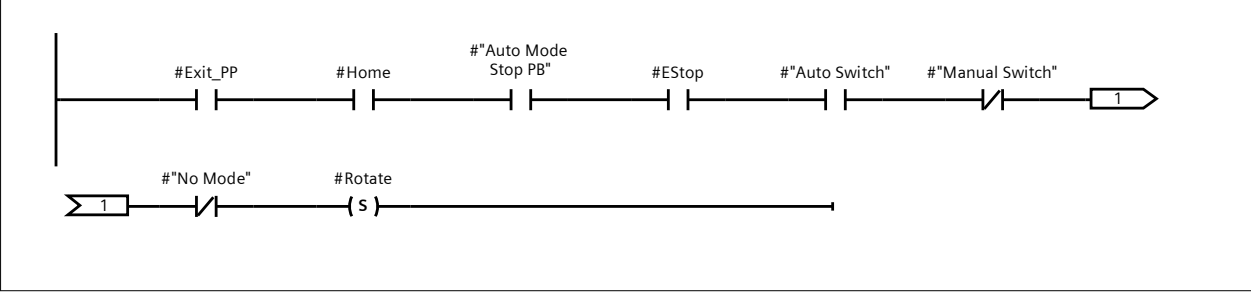 #"Auto Mode
#Exit_PP #Home Stop PB" #EStop #"Auto Switch" #"Manual Switch"
1
#"No Mode" #Rotate
1 S